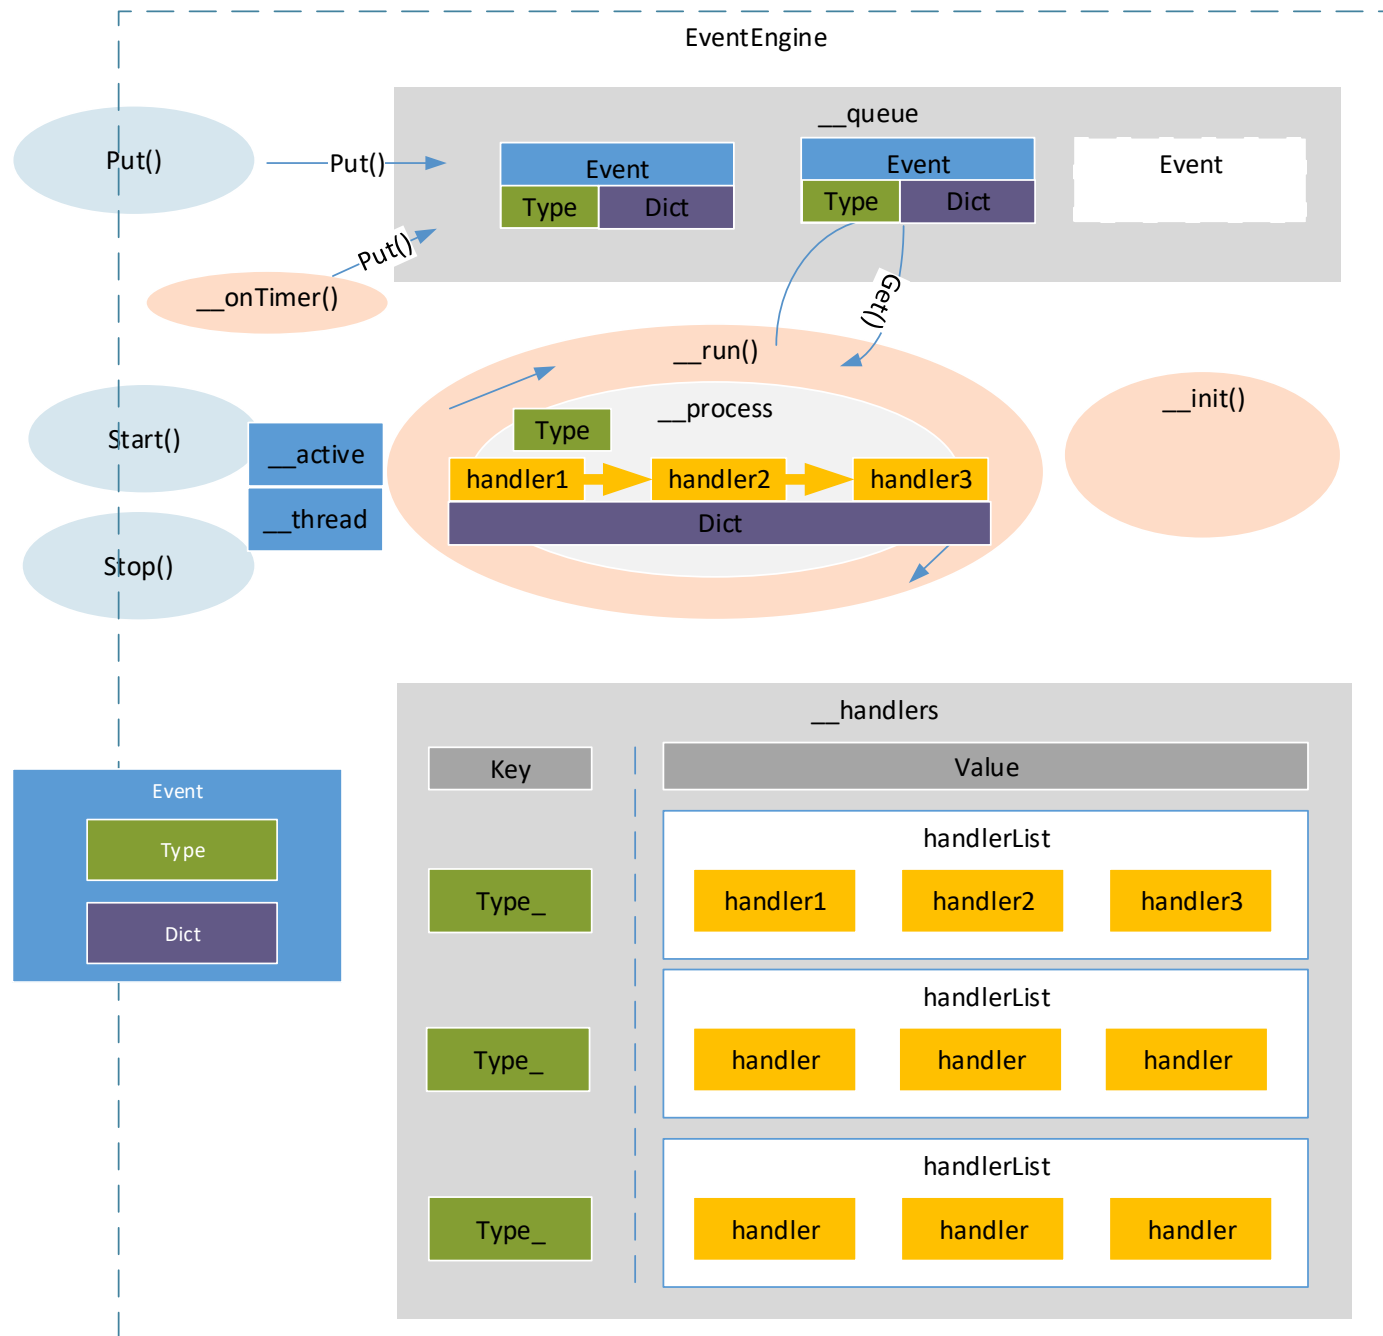 EventEngine
__queue
Put()
Put()
Event
Type
Dict
Event
Type
Dict
Event
Put()
__onTimer()
Get()
__run()
__init()
__process
Type
Start()
__active
handler1
handler2
handler3
__thread
Dict
Stop()
__handlers
Key
Value
Event
Type
Dict
handlerList
Type_
handler1
handler2
handler3
handlerList
Type_
handler
handler
handler
handlerList
Type_
handler
handler
handler